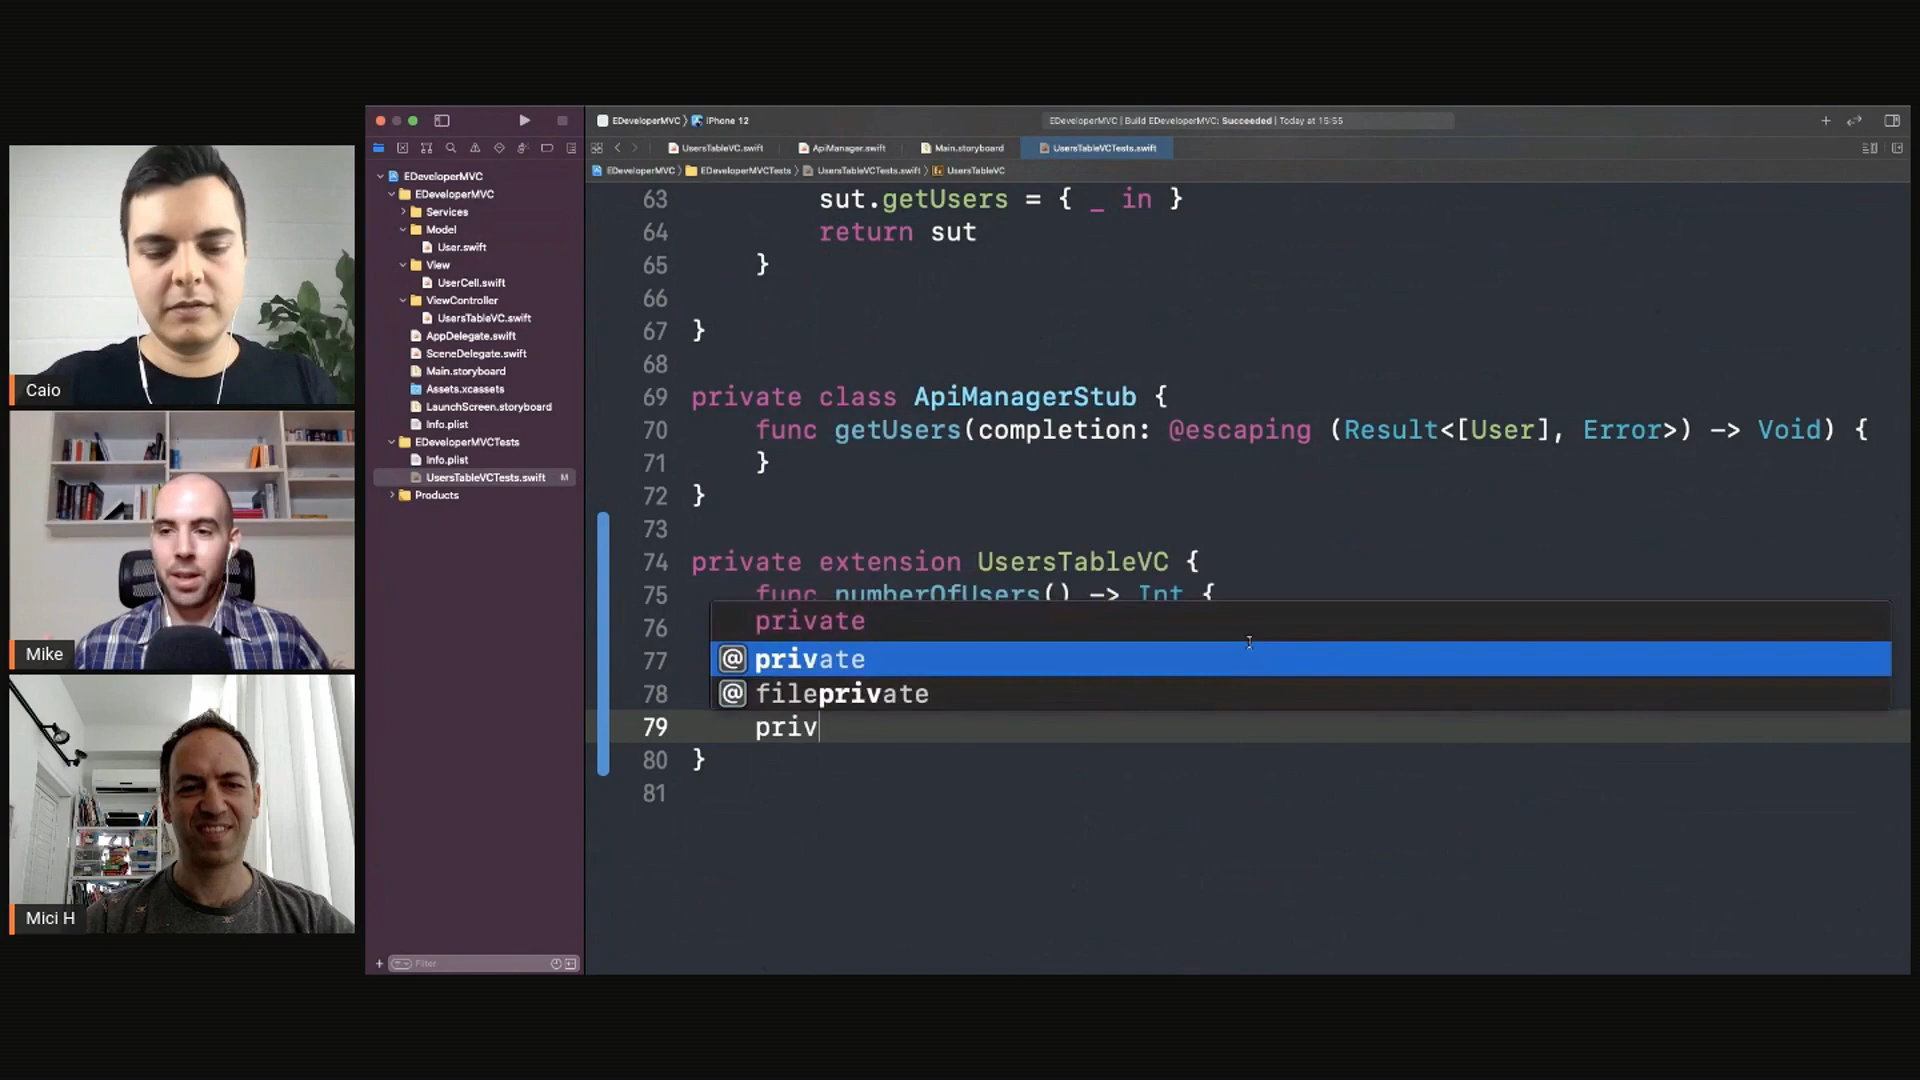 Caio
Mike
Mici H
EDeveloperMVC
iPhone 12
EDeveloperMVC | Build EDeveloperMVC: Succeeded | Today at 15:55
UsersTableVC.swift
ApiManager.swift
Main.storyboard
UsersTableVCTests.swift
EDeveloperMVC
EDeveloperMVCTests
UsersTableVCTests.swift
UsersTableVC
EDeveloperMVC
EDeveloperMVC
Services
Model
User.swift
View
UserCell.swift
ViewController
UsersTableVC.swift
AppDelegate.swift
SceneDelegate.swift
Main.storyboard
Assets.xcassets
LaunchScreen.storyboard
Info.plist
EDeveloperMVCTests
Info.plist
UsersTableVCTests.swift M
Products
Filter
63 sut.getUsers = { _ in }
64 return sut
65 }
66
67 }
68
69 private class ApiManagerStub {
70 func getUsers(completion: @escaping (Result<[User], Error>) -> Void) {
71 }
72 }
73
74 private extension UsersTableVC {
75 func numberOfUsers() -> Int {
76 private
77 @ private
78 @ fileprivate
79 priv
80 }
81